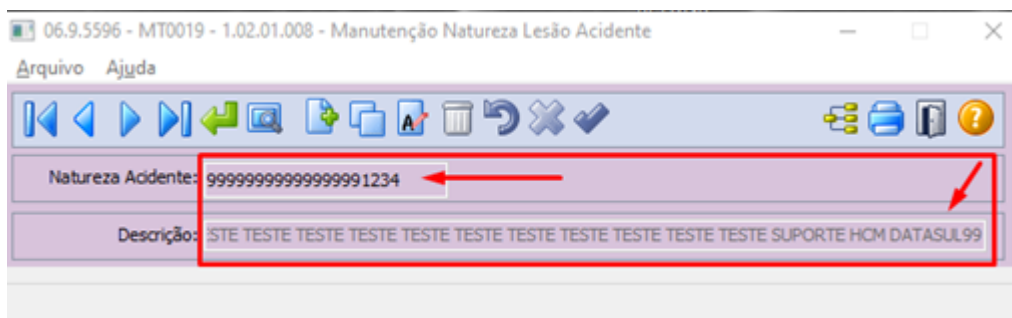 06.9.5596 - MT0019 - 1.02.01.008 - Manutenção Natureza Lesão Acidente
Arquivo Ajuda
Natureza Acidente: 99999999999999991234
Descrição: STE TESTE TESTE TESTE TESTE TESTE TESTE TESTE TESTE TESTE TESTE SUPORTE HCM DATASUL99